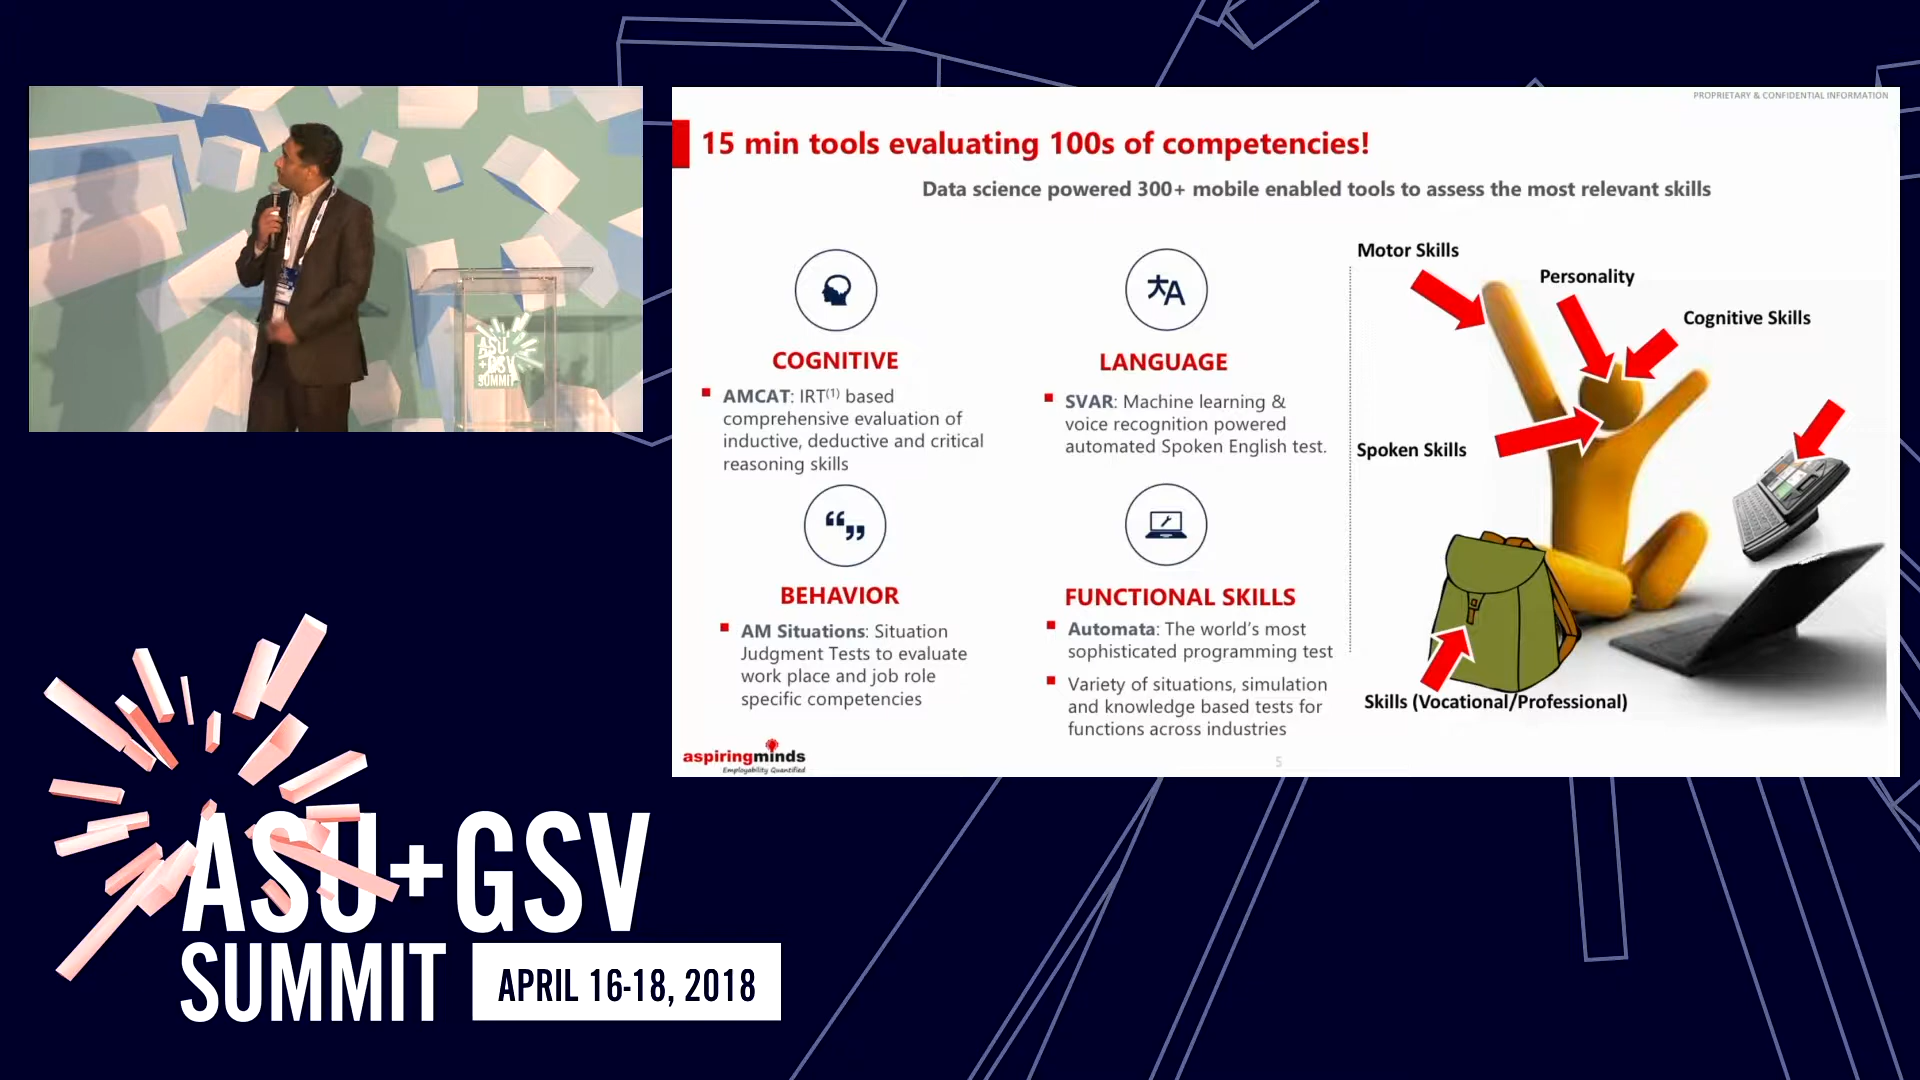 PROPRIETARY & CONFIDENTIAL INFORMATION
15 min tools evaluating 100s of competencies!
Data science powered 300+ mobile enabled tools to assess the most relevant skills
COGNITIVE
AMCAT: IRT(1) based
comprehensive evaluation of
inductive, deductive and critical
reasoning skills
LANGUAGE
SVAR: Machine learning &
voice recognition powered
automated Spoken English test.
BEHAVIOR
AM Situations: Situation
Judgment Tests to evaluate
work place and job role
specific competencies
FUNCTIONAL SKILLS
Automata: The world's most
sophisticated programming test
Variety of situations, simulation
and knowledge based tests for
functions across industries
Motor Skills
Personality
Cognitive Skills
Spoken Skills
Skills (Vocational/Professional)
aspiringminds
Employability Quantified
5
ASU
+GSV
SUMMIT
ASU+GSV
SUMMIT
APRIL 16-18, 2018